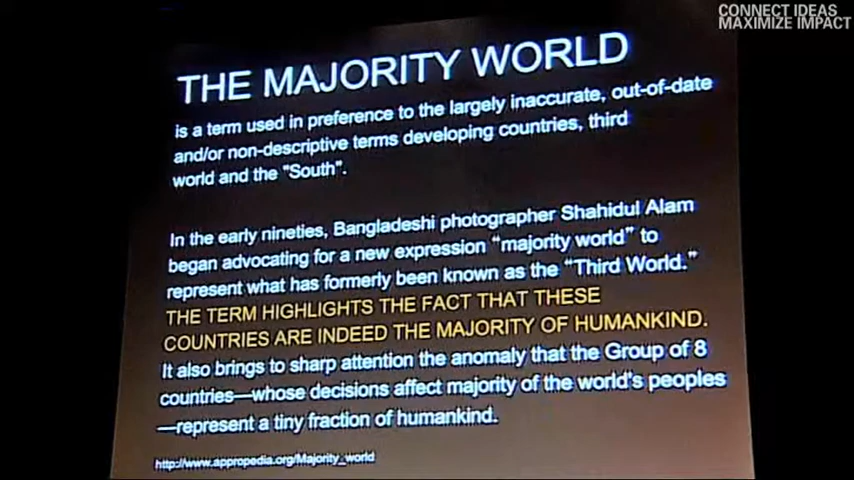 CONNECT IDEAS
MAXIMIZE IMPACT
THE MAJORITY WORLD
is a term used in preference to the largely inaccurate, out-of-date
and/or non-descriptive terms developing countries, third
world and the "South".
In the early nineties, Bangladeshi photographer Shahidul Alam
began advocating for a new expression “majority world” to
represent what has formerly been known as the “Third World.”
THE TERM HIGHLIGHTS THE FACT THAT THESE
COUNTRIES ARE INDEED THE MAJORITY OF HUMANKIND.
It also brings to sharp attention the anomaly that the Group of 8
countries—whose decisions affect majority of the world's peoples
—represent a tiny fraction of humankind.
http://www.appropedia.org/Majority_world